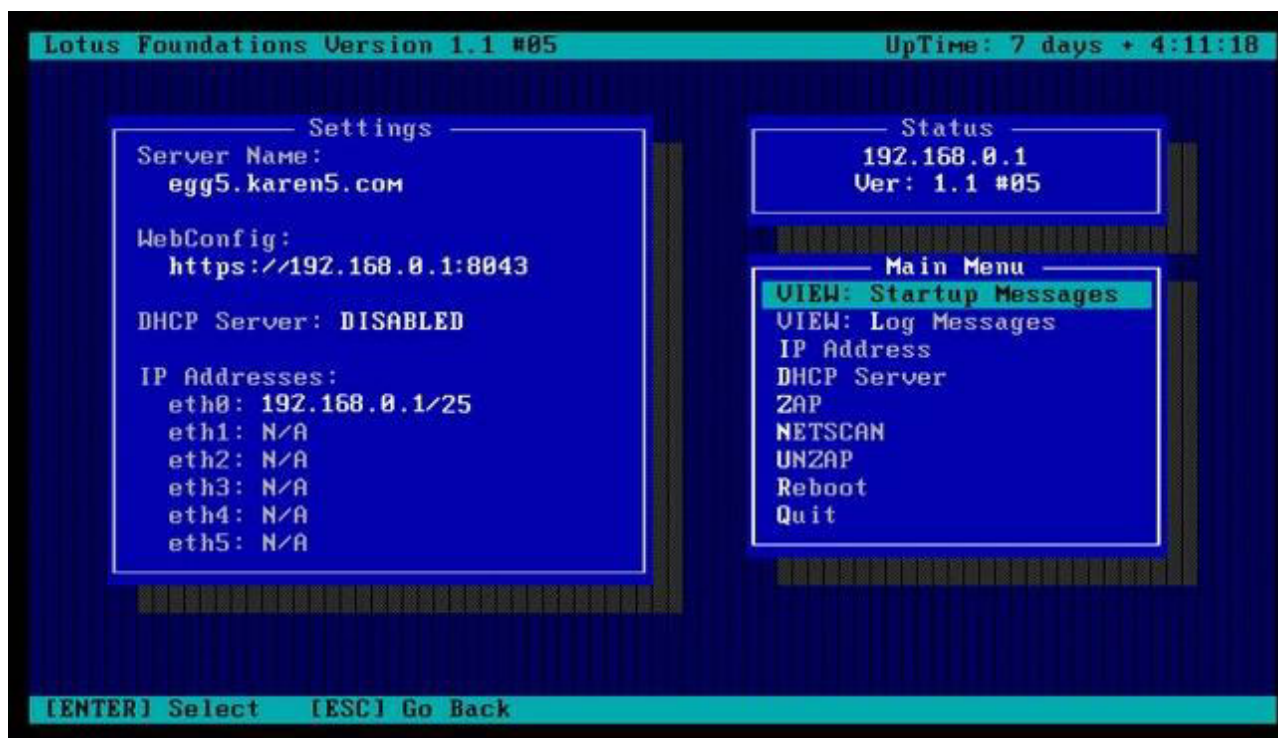 Lotus Foundations Version 1.1 #05 UpTime: 7 days + 4:11:18
Settings
Server Name:
egg5.karen5.com
WebConfig:
https://192.168.0.1:8043
DHCP Server: DISABLED
IP Addresses:
eth0: 192.168.0.1/25
eth1: N/A
eth2: N/A
eth3: N/A
eth4: N/A
eth5: N/A
Status
192.168.0.1
Ver: 1.1 #05
Main Menu
VIEW: Startup Messages
VIEW: Log Messages
IP Address
DHCP Server
ZAP
NETSCAN
UNZAP
Reboot
Quit
[ENTER] Select [ESC] Go Back